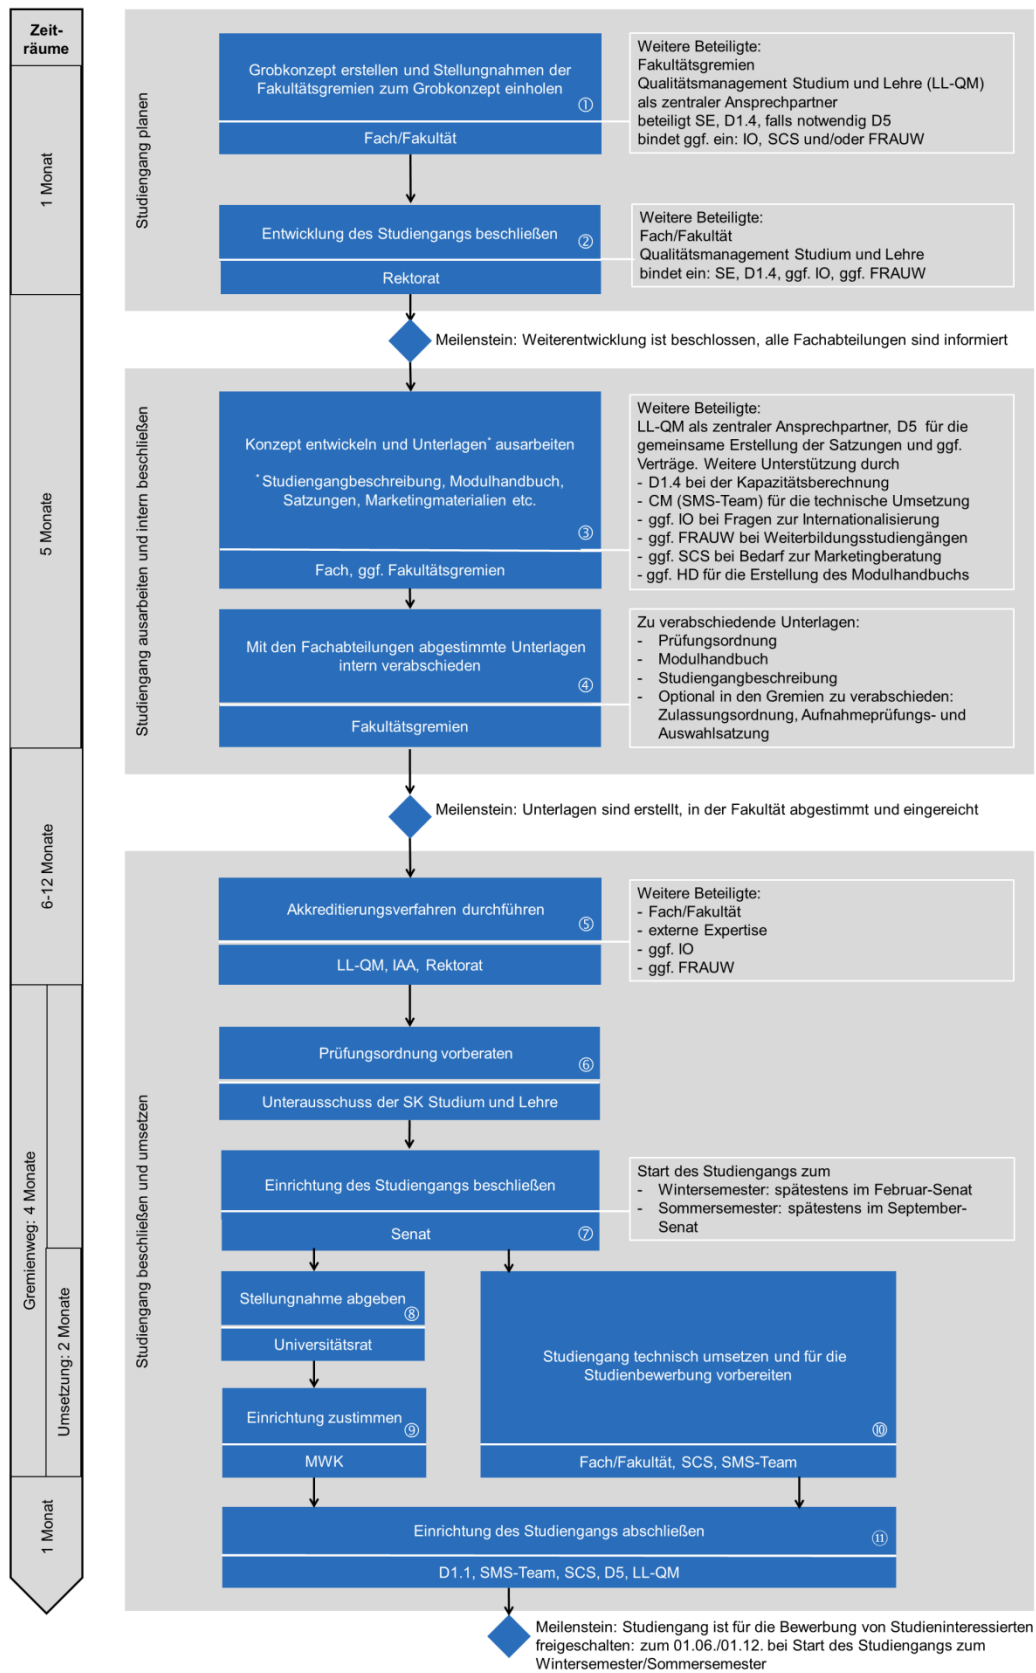 Zeit-
räume
1 Monat
5 Monate
6-12 Monate
Gremienweg: 4 Monate
Umsetzung: 2 Monate
1 Monat
Studiengang planen
Grobkonzept erstellen und Stellungnahmen der
Fakultätsgremien zum Grobkonzept einholen
①
Fach/Fakultät
Weitere Beteiligte:
Fakultätsgremien
Qualitätsmanagement Studium und Lehre (LL-QM)
als zentraler Ansprechpartner
beteiligt SE, D1.4, falls notwendig D5
bindet ggf. ein: IO, SCS und/oder FRAUW
Entwicklung des Studiengangs beschließen
②
Rektorat
Weitere Beteiligte:
Fach/Fakultät
Qualitätsmanagement Studium und Lehre
bindet ein: SE, D1.4, ggf. IO, ggf. FRAUW
Meilenstein: Weiterentwicklung ist beschlossen, alle Fachabteilungen sind informiert
Studiengang ausarbeiten und intern beschließen
Konzept entwickeln und Unterlagen* ausarbeiten
* Studiengangbeschreibung, Modulhandbuch,
Satzungen, Marketingmaterialien etc.
③
Fach, ggf. Fakultätsgremien
Weitere Beteiligte:
LL-QM als zentraler Ansprechpartner, D5 für die
gemeinsame Erstellung der Satzungen und ggf.
Verträge. Weitere Unterstützung durch
- D1.4 bei der Kapazitätsberechnung
- CM (SMS-Team) für die technische Umsetzung
- ggf. IO bei Fragen zur Internationalisierung
- ggf. FRAUW bei Weiterbildungsstudiengängen
- ggf. SCS bei Bedarf zur Marketingberatung
- ggf. HD für die Erstellung des Modulhandbuchs
Mit den Fachabteilungen abgestimmte Unterlagen
intern verabschieden
④
Fakultätsgremien
Zu verabschiedende Unterlagen:
- Prüfungsordnung
- Modulhandbuch
- Studiengangbeschreibung
- Optional in den Gremien zu verabschieden:
Zulassungsordnung, Aufnahmeprüfungs- und
Auswahlsatzung
Meilenstein: Unterlagen sind erstellt, in der Fakultät abgestimmt und eingereicht
Studiengang beschließen und umsetzen
Akkreditierungsverfahren durchführen
⑤
LL-QM, IAA, Rektorat
Weitere Beteiligte:
- Fach/Fakultät
- externe Expertise
- ggf. IO
- ggf. FRAUW
Prüfungsordnung vorberaten
⑥
Unterausschuss der SK Studium und Lehre
Einrichtung des Studiengangs beschließen
Senat
⑦
Start des Studiengangs zum
- Wintersemester: spätestens im Februar-Senat
- Sommersemester: spätestens im September-
Senat
Stellungnahme abgeben
⑧
Universitätsrat
Einrichtung zustimmen
⑨
MWK
Studiengang technisch umsetzen und für die
Studienbewerbung vorbereiten
⑩
Fach/Fakultät, SCS, SMS-Team
Einrichtung des Studiengangs abschließen
⑪
D1.1, SMS-Team, SCS, D5, LL-QM
Meilenstein: Studiengang ist für die Bewerbung von Studieninteressierten
freigeschalten: zum 01.06./01.12. bei Start des Studiengangs zum
Wintersemester/Sommersemester